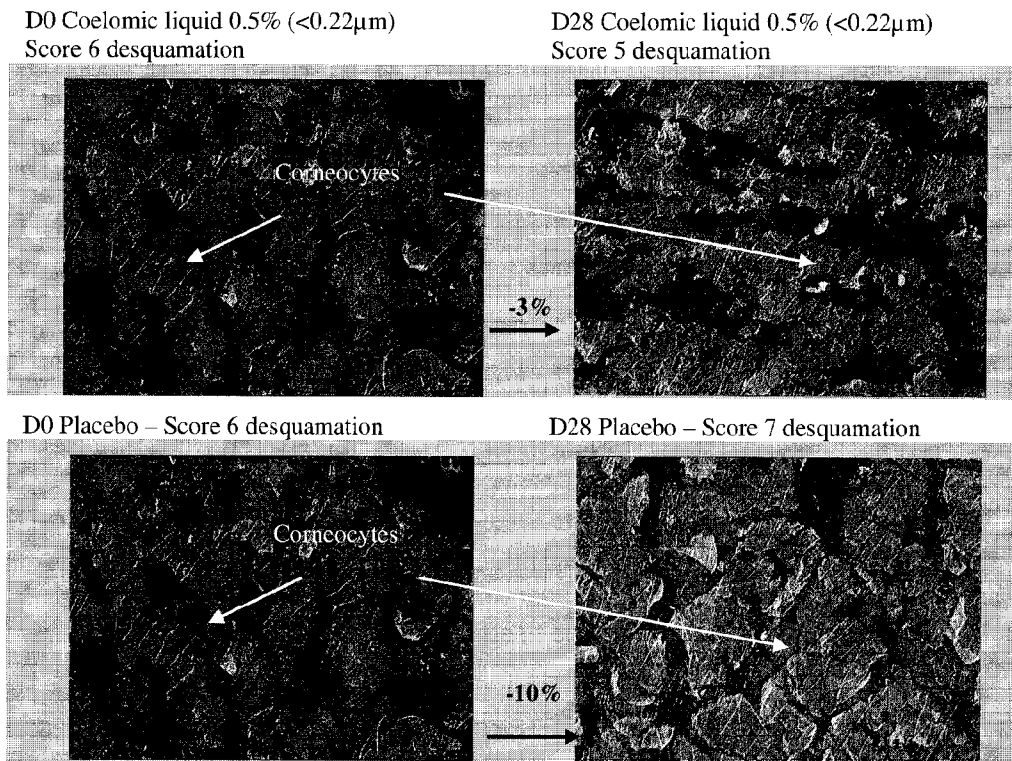 D0 Coelomic liquid 0.5% (<0.22µm)
Score 6 desquamation
D28 Coelomic liquid 0.5% (<0.22µm)
Score 5 desquamation
Corneocytes
-3%
D0 Placebo – Score 6 desquamation
D28 Placebo – Score 7 desquamation
Corneocytes
-10%